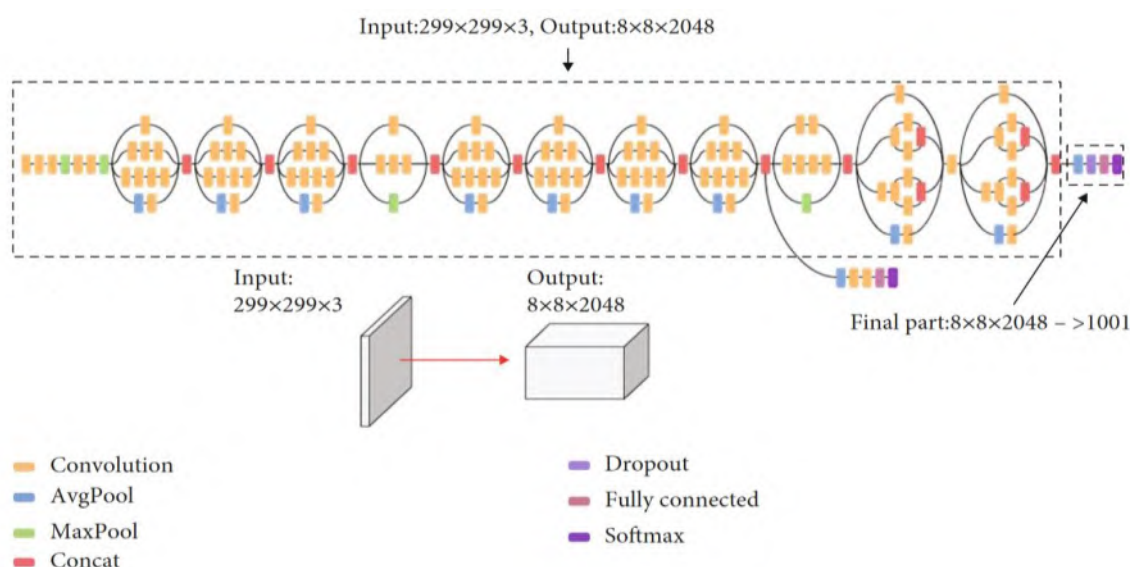 Input:299×299×3, Output:8×8×2048
Input:
299×299×3
Output:
8×8×2048
Final part:8×8×2048 – >1001
Convolution
AvgPool
MaxPool
Concat
Dropout
Fully connected
Softmax